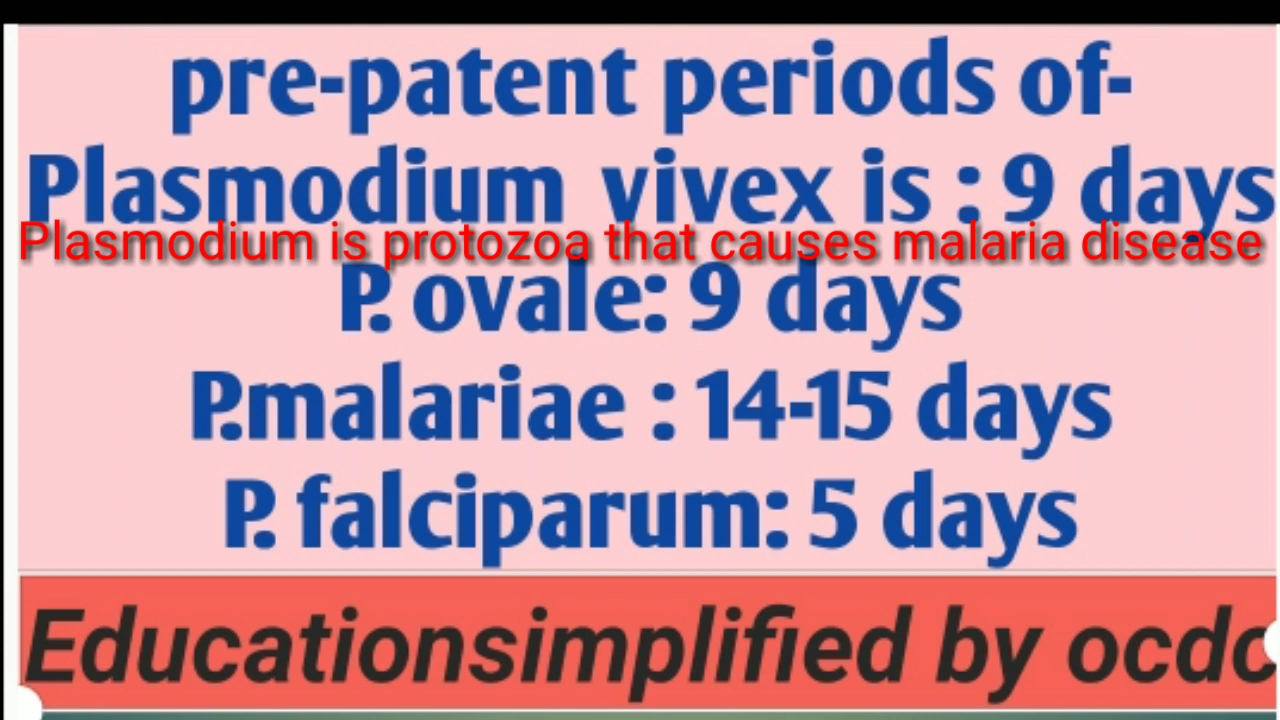 pre-patent periods of-
Plasmodium vivex is : 9 days
Plasmodium is protozoa that causes malaria disease
P. ovale: 9 days
P.malariae : 14-15 days
P. falciparum: 5 days
Educationsimplified by ocdc